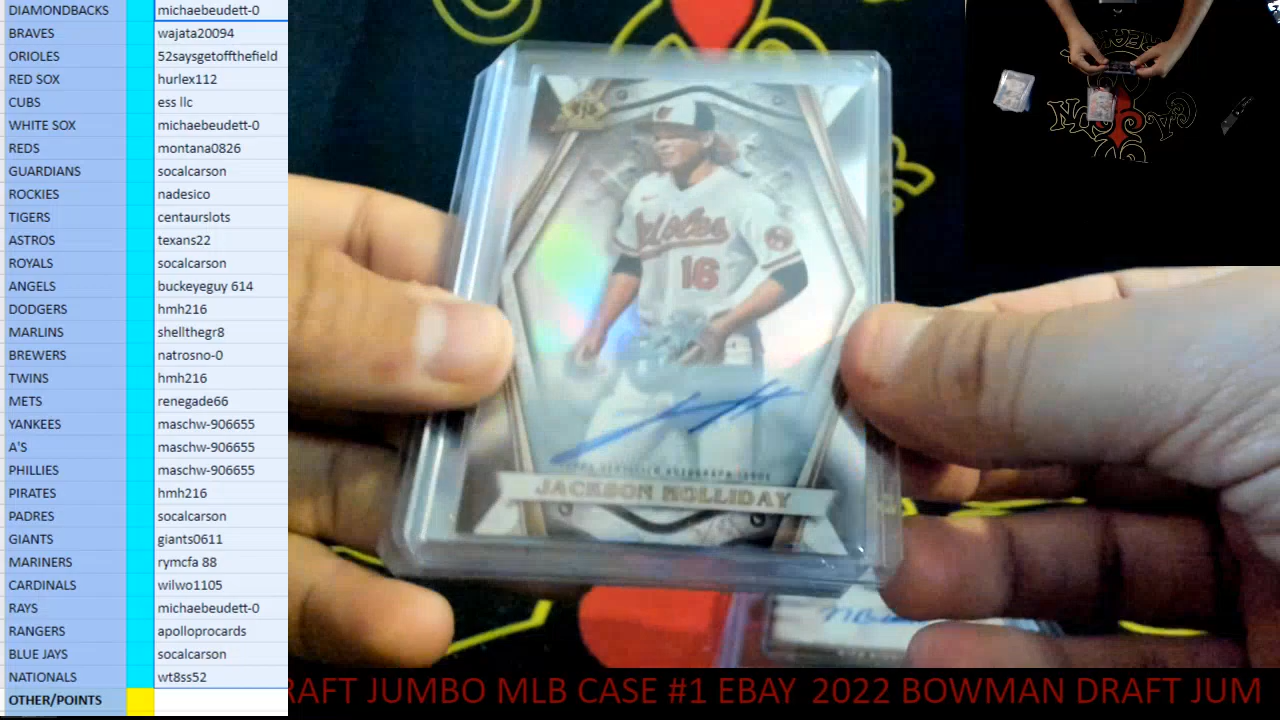 DIAMONDBACKS michaebeudett-0
BRAVES wajata20094
ORIOLES 52saysgetoffthefield
RED SOX hurlex112
CUBS ess llc
WHITE SOX michaebeudett-0
REDS montana0826
GUARDIANS socalcarson
ROCKIES nadesico
TIGERS centaurslots
ASTROS texans22
ROYALS socalcarson
ANGELS buckeyeguy 614
DODGERS hmh216
MARLINS shellthegr8
BREWERS natrosno-0
TWINS hmh216
METS renegade66
YANKEES maschw-906655
A'S maschw-906655
PHILLIES maschw-906655
PIRATES hmh216
PADRES socalcarson
GIANTS giants0611
MARINERS rymcfa 88
CARDINALS wilwo1105
RAYS michaebeudett-0
RANGERS apolloprocards
BLUE JAYS socalcarson
NATIONALS wt8ss52
OTHER/POINTS
Orioles
16
TOPPS CERTIFIED AUTOGRAPH ISSUE
JACKSON HOLLIDAY
RAFT JUMBO MLB CASE #1 EBAY 2022 BOWMAN DRAFT JUM